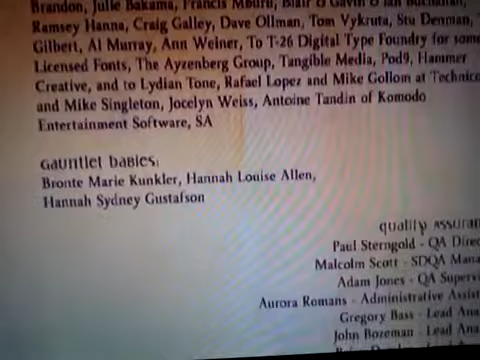 Brandon, Julie Bakama, Francis Mburu, Blair & Gavin & Ian Buchanan,
Ramsey Hanna, Craig Galley, Dave Ollman, Tom Vykruta, Stu Denman,
Gilbert, Al Murray, Ann Weiner, To T-26 Digital Type Foundry for some
Licensed Fonts, The Ayzenberg Group, Tangible Media, Pod9, Hammer
Creative, and to Lydian Tone, Rafael Lopez and Mike Gollom at Technico
and Mike Singleton, Jocelyn Weiss, Antoine Tandin of Komodo
Entertainment Software, SA
gauntlet babies:
Bronte Marie Kunkler, Hannah Louise Allen,
Hannah Sydney Gustafson
quality assuran
Paul Sterngold - QA Direc
Malcolm Scott - SDQA Mana
Adam Jones - QA Supervi
Aurora Romans - Administrative Assist
Gregory Bass - Lead Ana
John Bozeman - Lead Ana